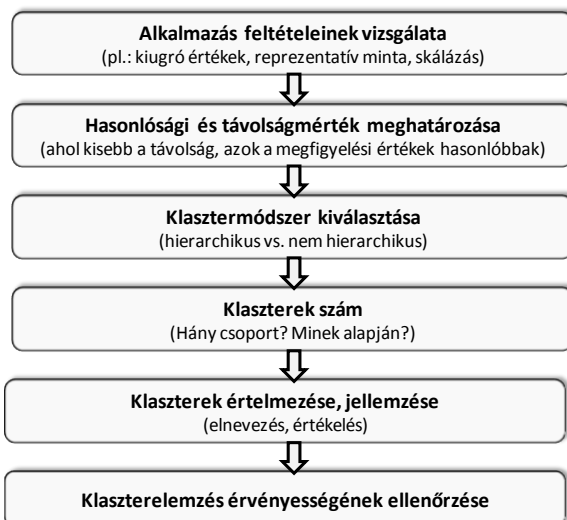 Alkalmazás feltételeinek vizsgálata
(pl.: kiugró értékek, reprezentatív minta, skálázás)
Hasonlósági és távolságmérték meghatározása
(ahol kisebb a távolság, azok a megfigyelési értékek hasonlóbbak)
Klasztermódszer kiválasztása
(hierarchikus vs. nem hierarchikus)
Klaszterek szám
(Hány csoport? Minek alapján?)
Klaszterek értelmezése, jellemzése
(elnevezés, értékelés)
Klaszterelemzés érvényességének ellenőrzése